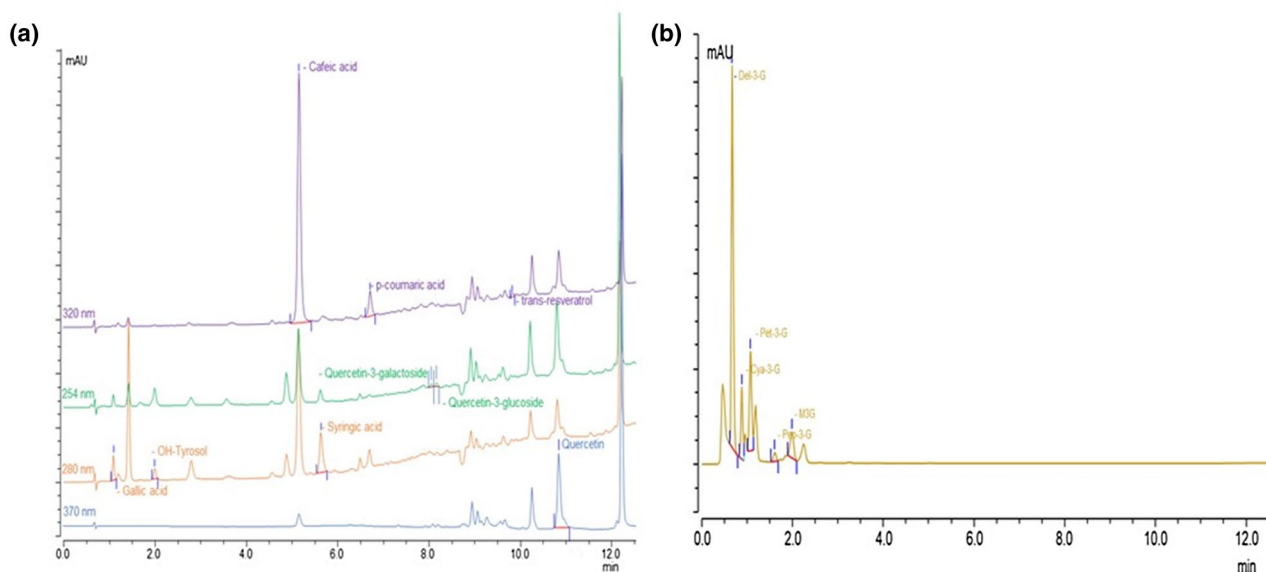 (a)
mAU
- Cafeic acid
- p-coumaric acid
- trans-resveratrol
320 nm
- Quercetin-3-galactoside
254 nm
- Quercetin-3-glucoside
- Syringic acid
- OH-Tyrosol
Quercetin
280 nm
- Gallic acid
370 nm
0.0 2.0 4.0 6.0 8.0 10.0 12.0
min
(b)
mAU
- Del-3-G
- Pet-3-G
- Cya-3-G
- M3G
- Peo-3-G
0.0 2.0 4.0 6.0 8.0 10.0 12.0
min